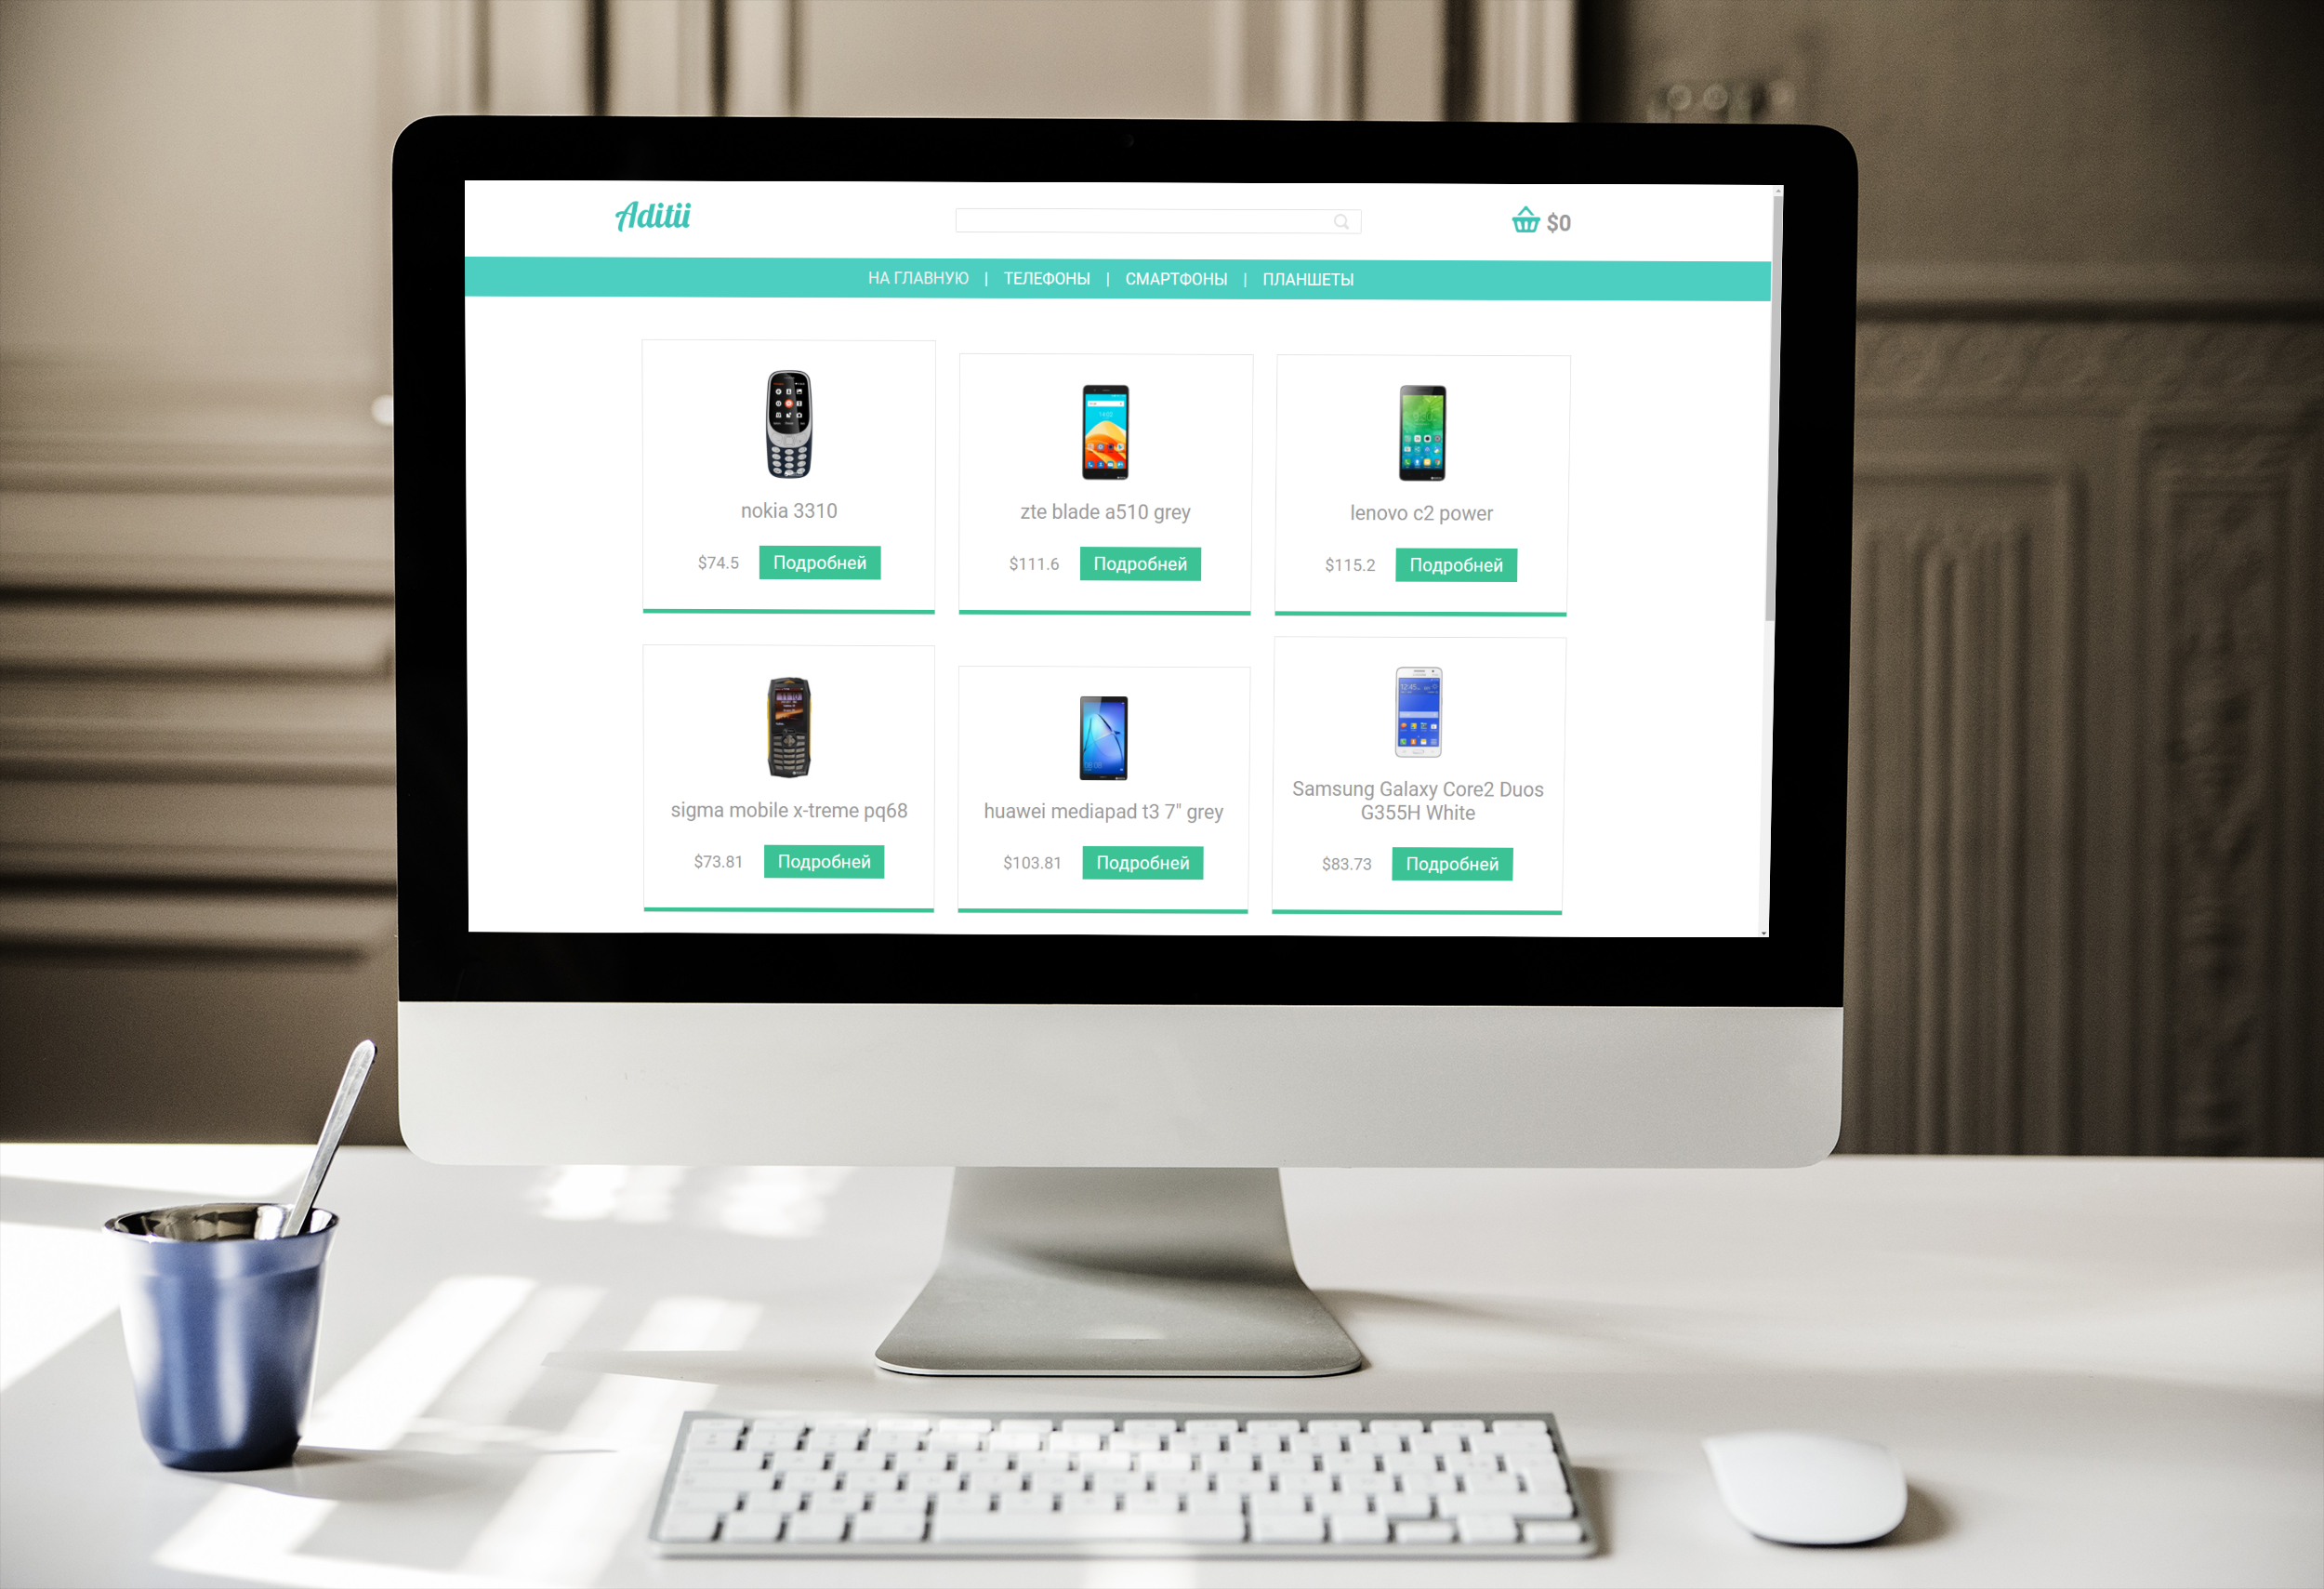 Aditii
$0
НА ГЛАВНУЮ | ТЕЛЕФОНЫ | СМАРТФОНЫ | ПЛАНШЕТЫ
nokia 3310
$74.5 Подробней
zte blade a510 grey
$111.6 Подробней
lenovo c2 power
$115.2 Подробней
sigma mobile x-treme pq68
$73.81 Подробней
huawei mediapad t3 7" grey
$103.81 Подробней
Samsung Galaxy Core2 Duos
G355H White
$83.73 Подробней